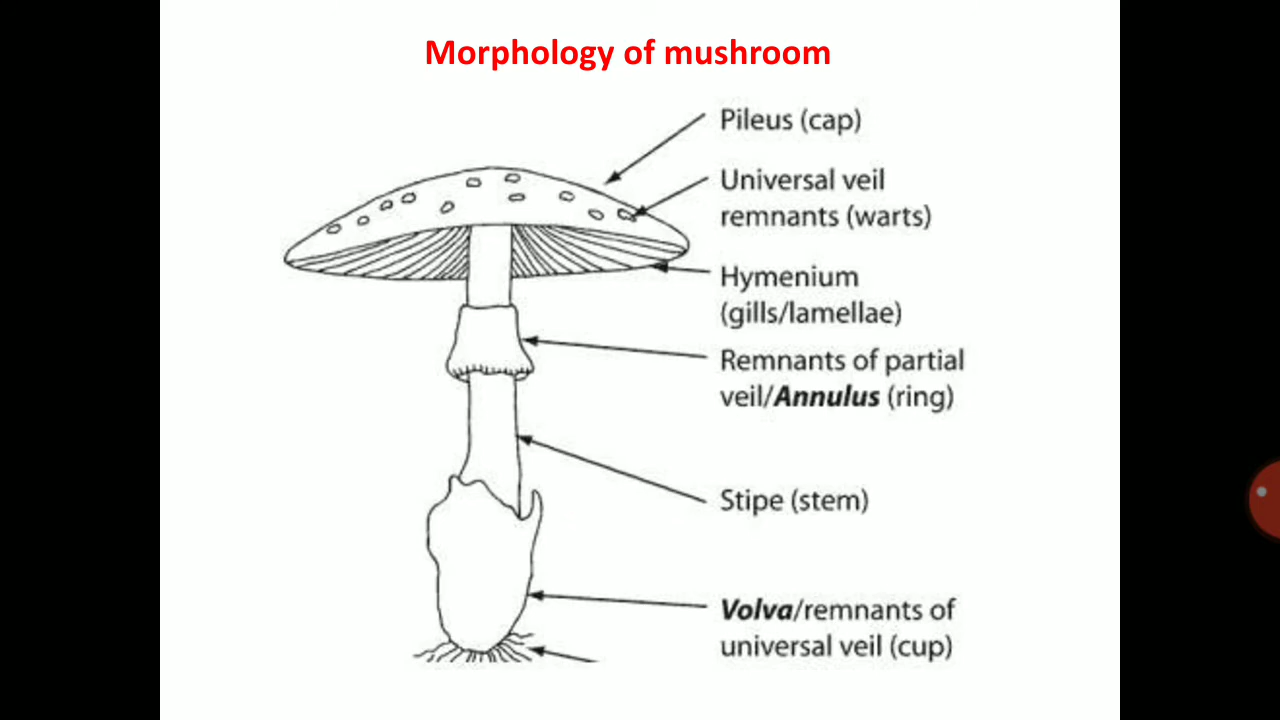 Morphology of mushroom
Pileus (cap)
Universal veil
remnants (warts)
Hymenium
(gills/lamellae)
Remnants of partial
veil/Annulus (ring)
Stipe (stem)
Volva/remnants of
universal veil (cup)